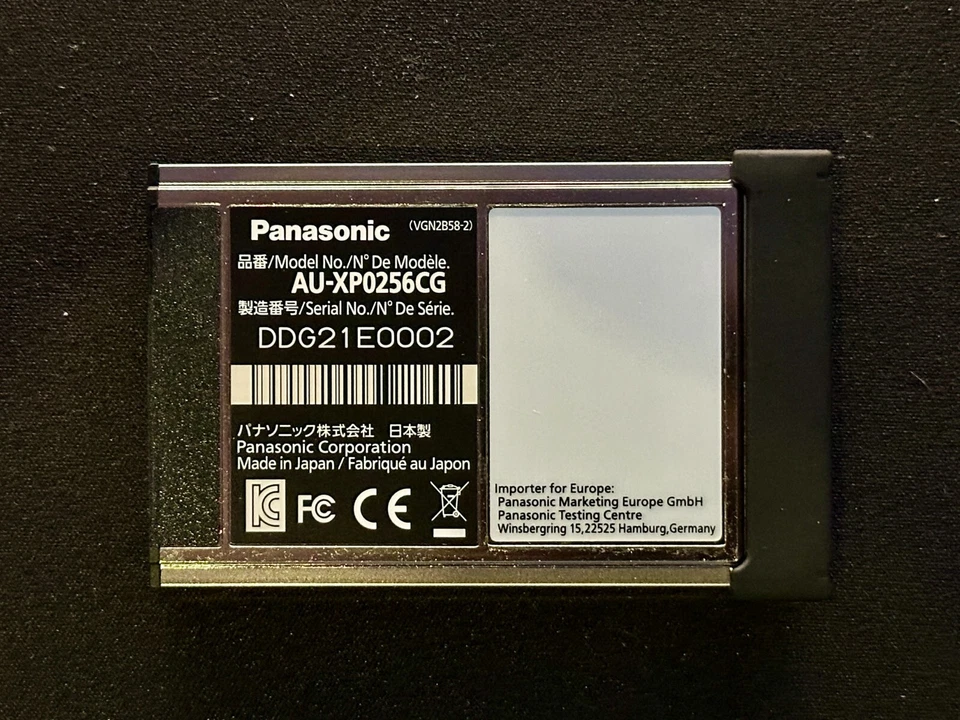 Panasonic (VGN2B58-2)
品番/Model No./N° De Modèle.
AU-XP0256CG
製造番号/Serial No./N° De Série.
DDG21E0002
パナソニック株式会社 日本製
Panasonic Corporation
Made in Japan / Fabriqué au Japon
FC CE
Importer for Europe:
Panasonic Marketing Europe GmbH
Panasonic Testing Centre
Winsbergring 15,22525 Hamburg,Germany